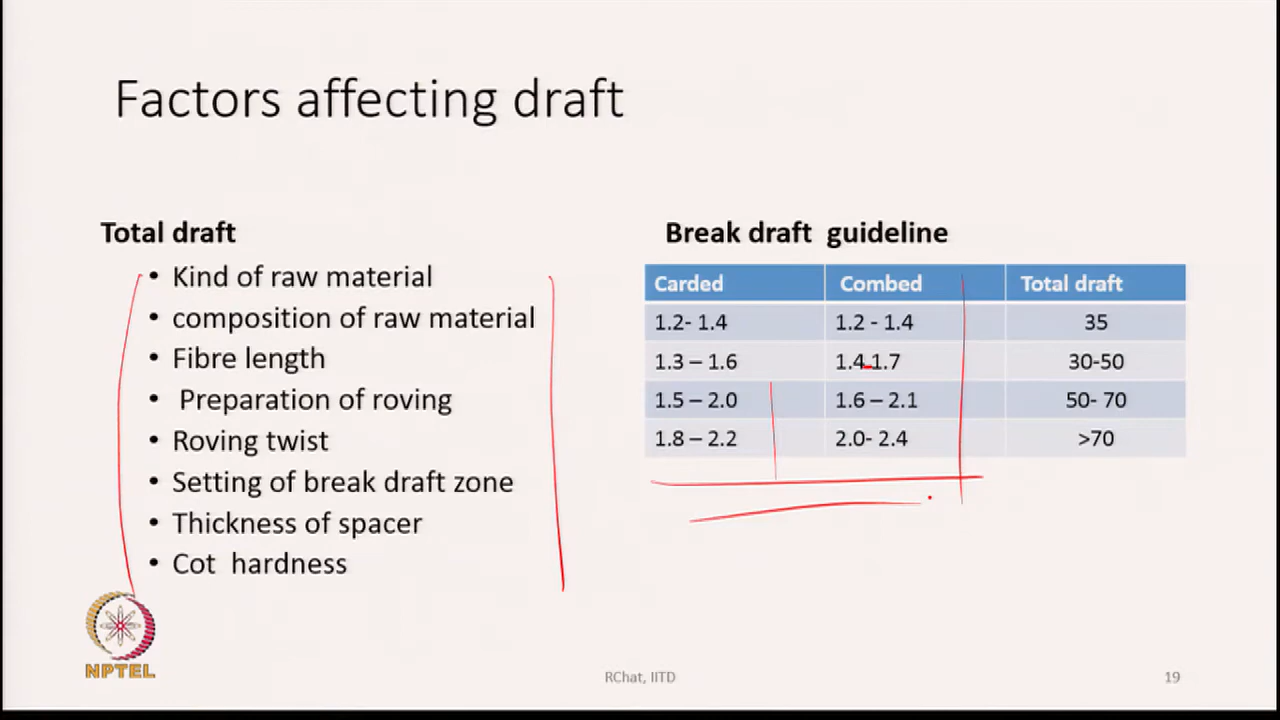 Factors affecting draft
Total draft
• Kind of raw material
• composition of raw material
• Fibre length
• Preparation of roving
• Roving twist
• Setting of break draft zone
• Thickness of spacer
• Cot hardness
Break draft guideline
Carded Combed Total draft
1.2- 1.4 1.2 - 1.4 35
1.3 – 1.6 1.4-1.7 30-50
1.5 – 2.0 1.6 – 2.1 50- 70
1.8 – 2.2 2.0- 2.4 >70
NPTEL
RChat, IITD
19